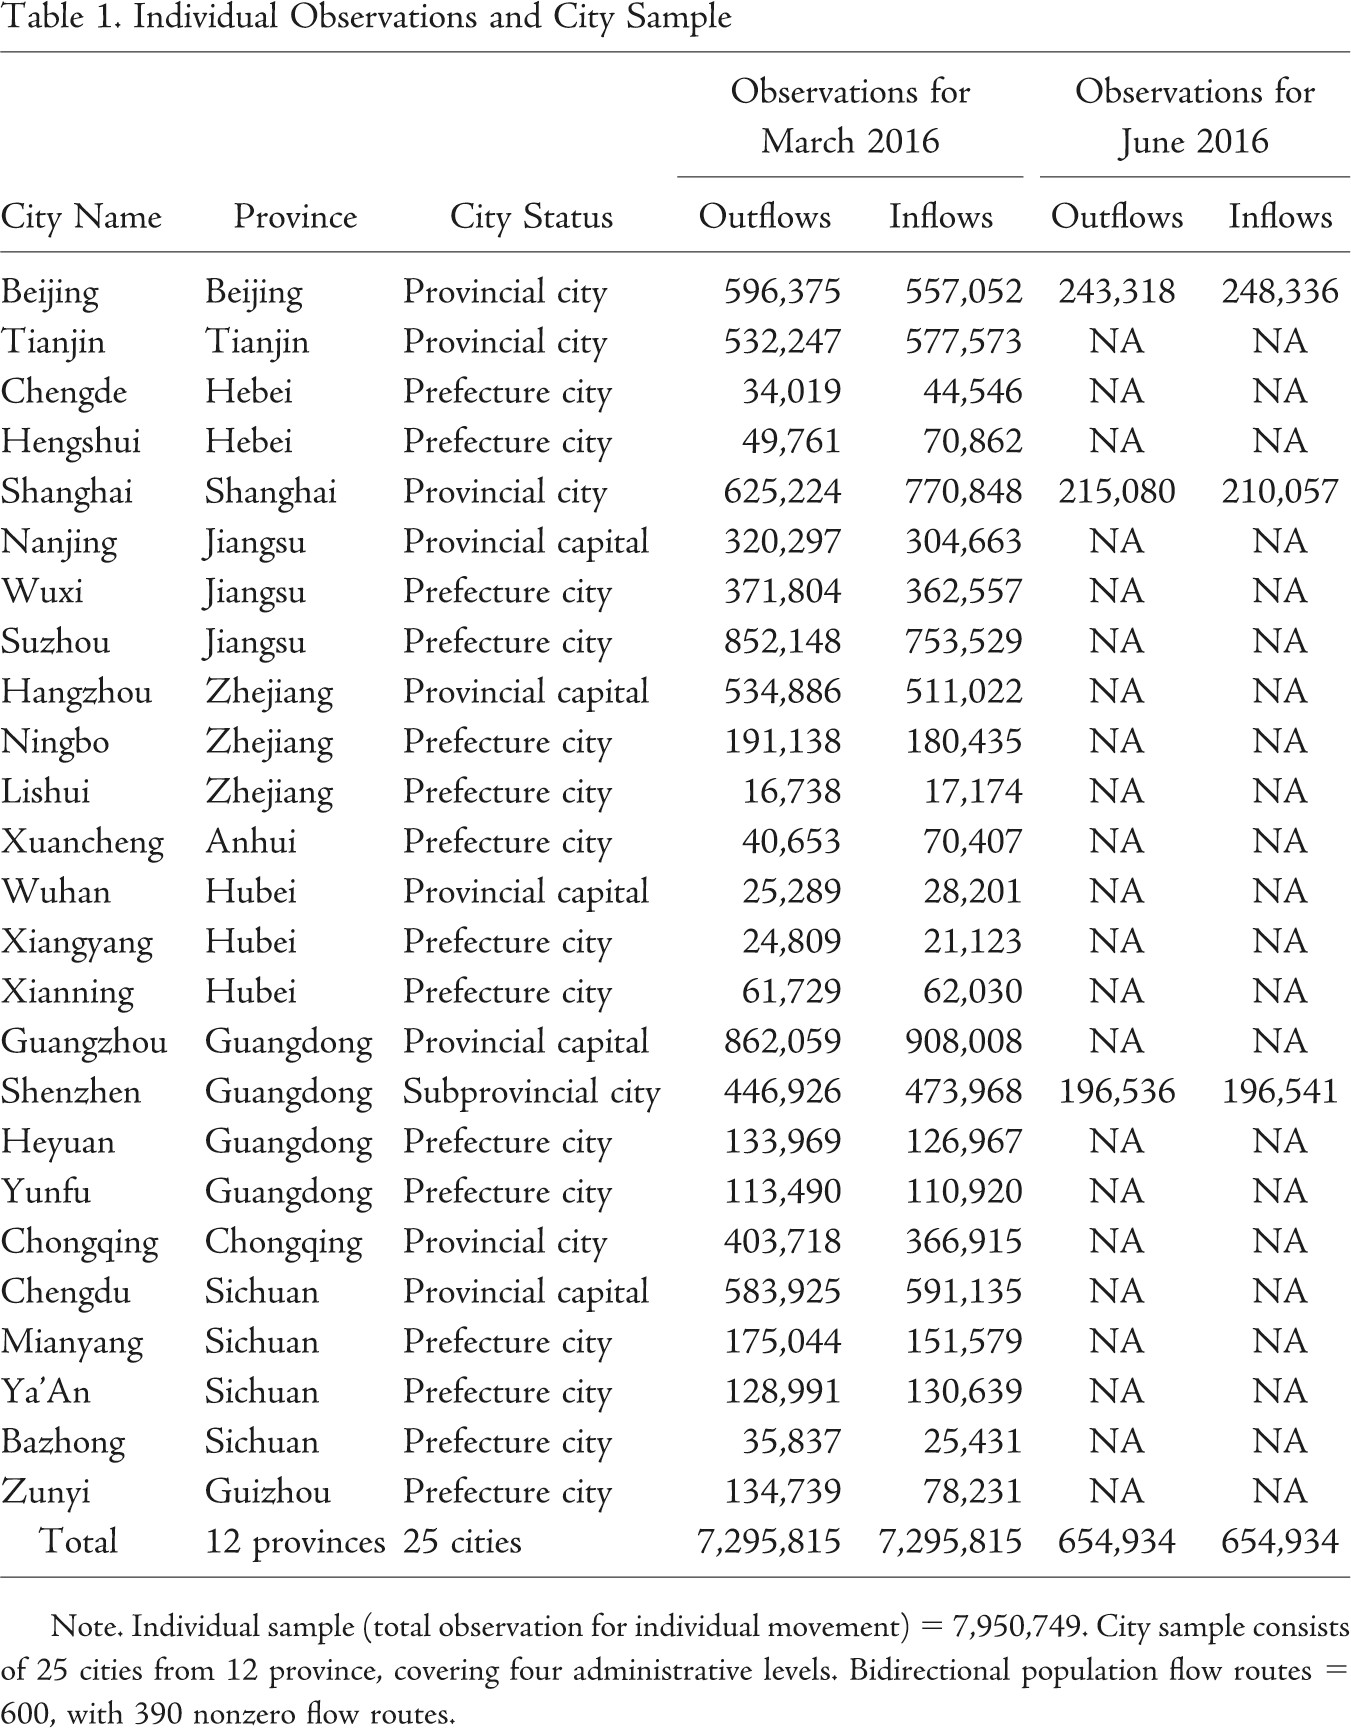 Table 1. Individual Observations and City Sample
Observations for March 2016 Observations for June 2016
City Name Province City Status Outflows Inflows Outflows Inflows
Beijing Beijing Provincial city 596,375 557,052 243,318 248,336
Tianjin Tianjin Provincial city 532,247 577,573 NA NA
Chengde Hebei Prefecture city 34,019 44,546 NA NA
Hengshui Hebei Prefecture city 49,761 70,862 NA NA
Shanghai Shanghai Provincial city 625,224 770,848 215,080 210,057
Nanjing Jiangsu Provincial capital 320,297 304,663 NA NA
Wuxi Jiangsu Prefecture city 371,804 362,557 NA NA
Suzhou Jiangsu Prefecture city 852,148 753,529 NA NA
Hangzhou Zhejiang Provincial capital 534,886 511,022 NA NA
Ningbo Zhejiang Prefecture city 191,138 180,435 NA NA
Lishui Zhejiang Prefecture city 16,738 17,174 NA NA
Xuancheng Anhui Prefecture city 40,653 70,407 NA NA
Wuhan Hubei Provincial capital 25,289 28,201 NA NA
Xiangyang Hubei Prefecture city 24,809 21,123 NA NA
Xianning Hubei Prefecture city 61,729 62,030 NA NA
Guangzhou Guangdong Provincial capital 862,059 908,008 NA NA
Shenzhen Guangdong Subprovincial city 446,926 473,968 196,536 196,541
Heyuan Guangdong Prefecture city 133,969 126,967 NA NA
Yunfu Guangdong Prefecture city 113,490 110,920 NA NA
Chongqing Chongqing Provincial city 403,718 366,915 NA NA
Chengdu Sichuan Provincial capital 583,925 591,135 NA NA
Mianyang Sichuan Prefecture city 175,044 151,579 NA NA
Ya’An Sichuan Prefecture city 128,991 130,639 NA NA
Bazhong Sichuan Prefecture city 35,837 25,431 NA NA
Zunyi Guizhou Prefecture city 134,739 78,231 NA NA
Total 12 provinces 25 cities 7,295,815 7,295,815 654,934 654,934
Note. Individual sample (total observation for individual movement) = 7,950,749. City sample consists
of 25 cities from 12 province, covering four administrative levels. Bidirectional population flow routes =
600, with 390 nonzero flow routes.